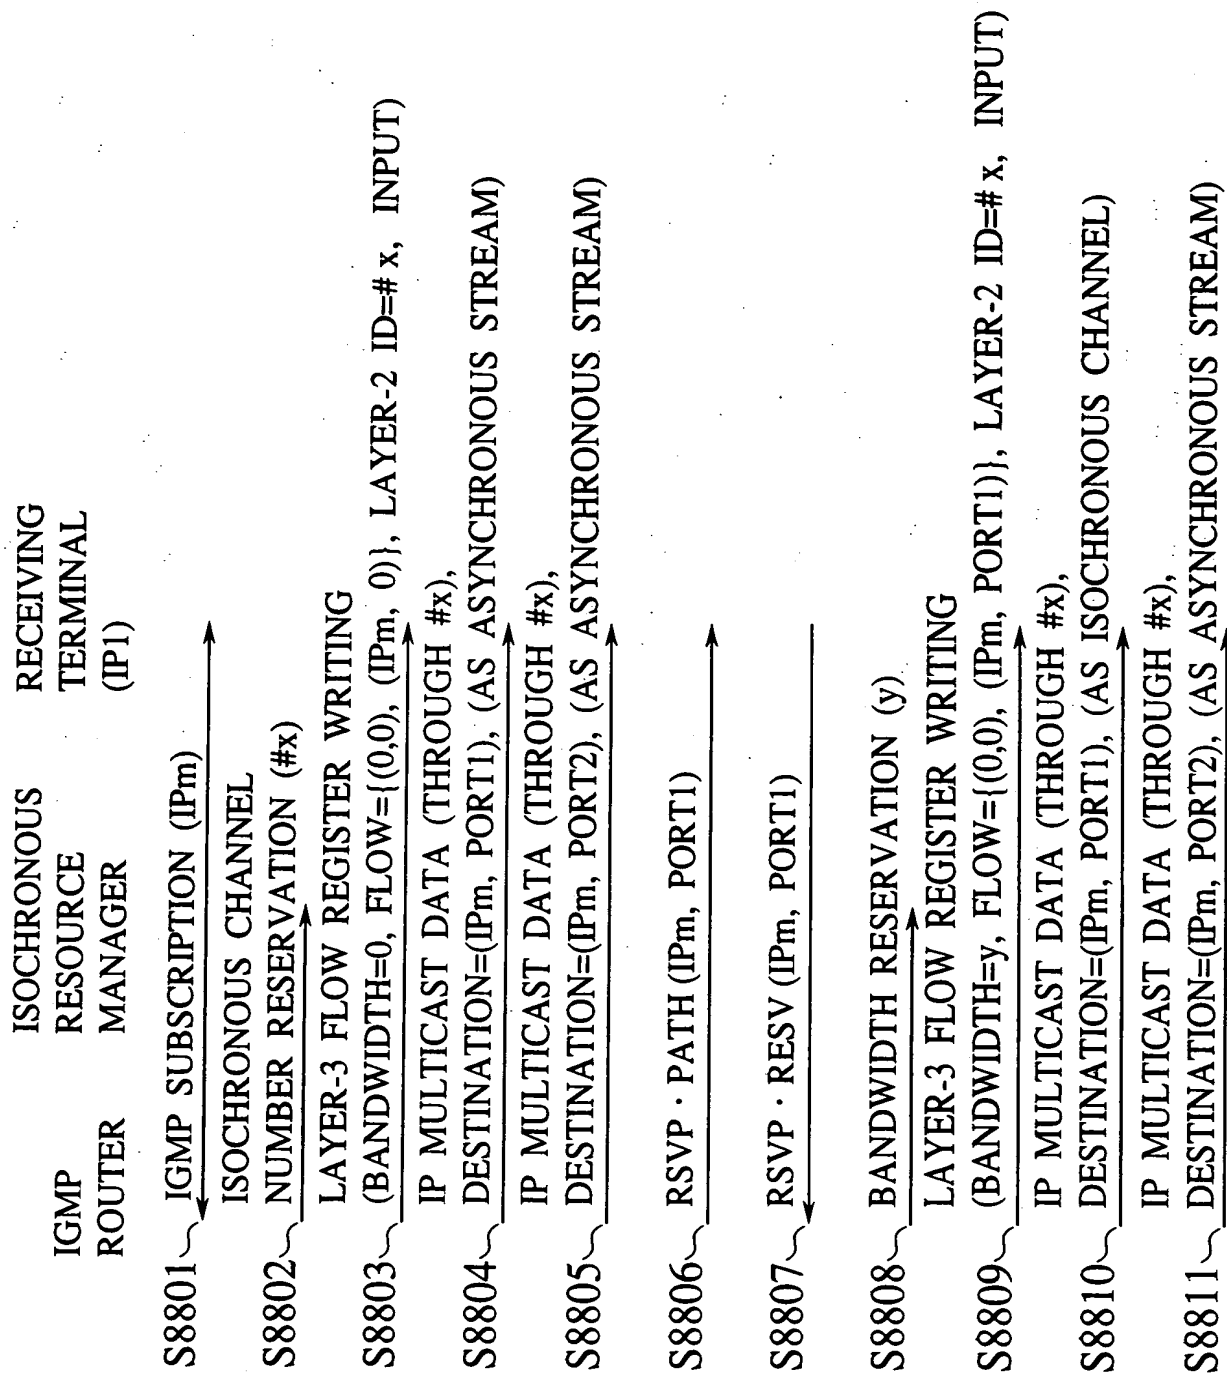 IGMP
ROUTER
ISOCHRONOUS
RESOURCE
MANAGER
RECEIVING
TERMINAL
(IP1)
S8801 IGMP SUBSCRIPTION (IPm)
ISOCHRONOUS CHANNEL
S8802 NUMBER RESERVATION (#x)
LAYER-3 FLOW REGISTER WRITING
S8803 (BANDWIDTH=0, FLOW={(0,0), (IPm, 0)}, LAYER-2 ID=# x, INPUT)
IP MULTICAST DATA (THROUGH #x),
S8804 DESTINATION=(IPm, PORT1), (AS ASYNCHRONOUS STREAM)
IP MULTICAST DATA (THROUGH #x),
S8805 DESTINATION=(IPm, PORT2), (AS ASYNCHRONOUS STREAM)
S8806 RSVP · PATH (IPm, PORT1)
S8807 RSVP · RESV (IPm, PORT1)
S8808 BANDWIDTH RESERVATION (y)
LAYER-3 FLOW REGISTER WRITING
S8809 (BANDWIDTH=y, FLOW={(0,0), (IPm, PORT1)}, LAYER-2 ID=# x, INPUT)
IP MULTICAST DATA (THROUGH #x),
S8810 DESTINATION=(IPm, PORT1), (AS ISOCHRONOUS CHANNEL)
IP MULTICAST DATA (THROUGH #x),
S8811 DESTINATION=(IPm, PORT2), (AS ASYNCHRONOUS STREAM)